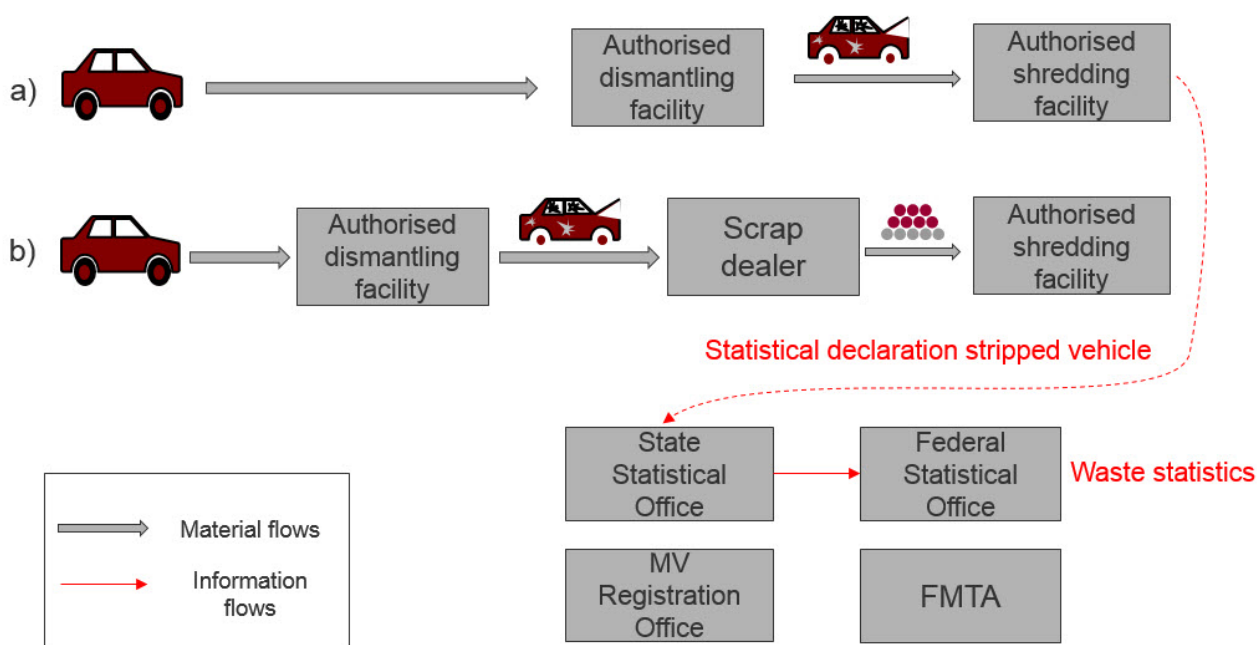 a)
Authorised
dismantling
facility
Authorised
shredding
facility
b)
Authorised
dismantling
facility
Scrap
dealer
Authorised
shredding
facility
Statistical declaration stripped vehicle
State
Statistical
Office
Federal
Statistical
Office
Waste statistics
Material flows
Information
flows
MV
Registration
Office
FMTA